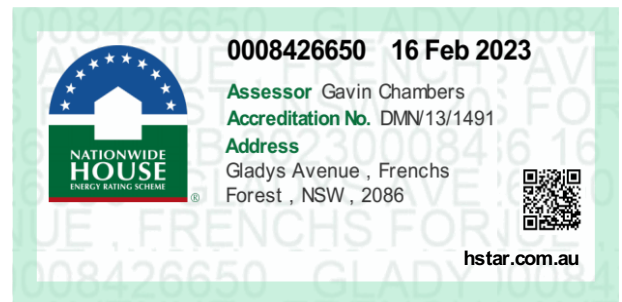 0008426650 16 Feb 2023
Assessor Gavin Chambers
Accreditation No. DMN/13/1491
Address
Gladys Avenue , Frenchs
Forest , NSW , 2086
NATIONWIDE
HOUSE
ENERGY RATING SCHEME
®
hstar.com.au